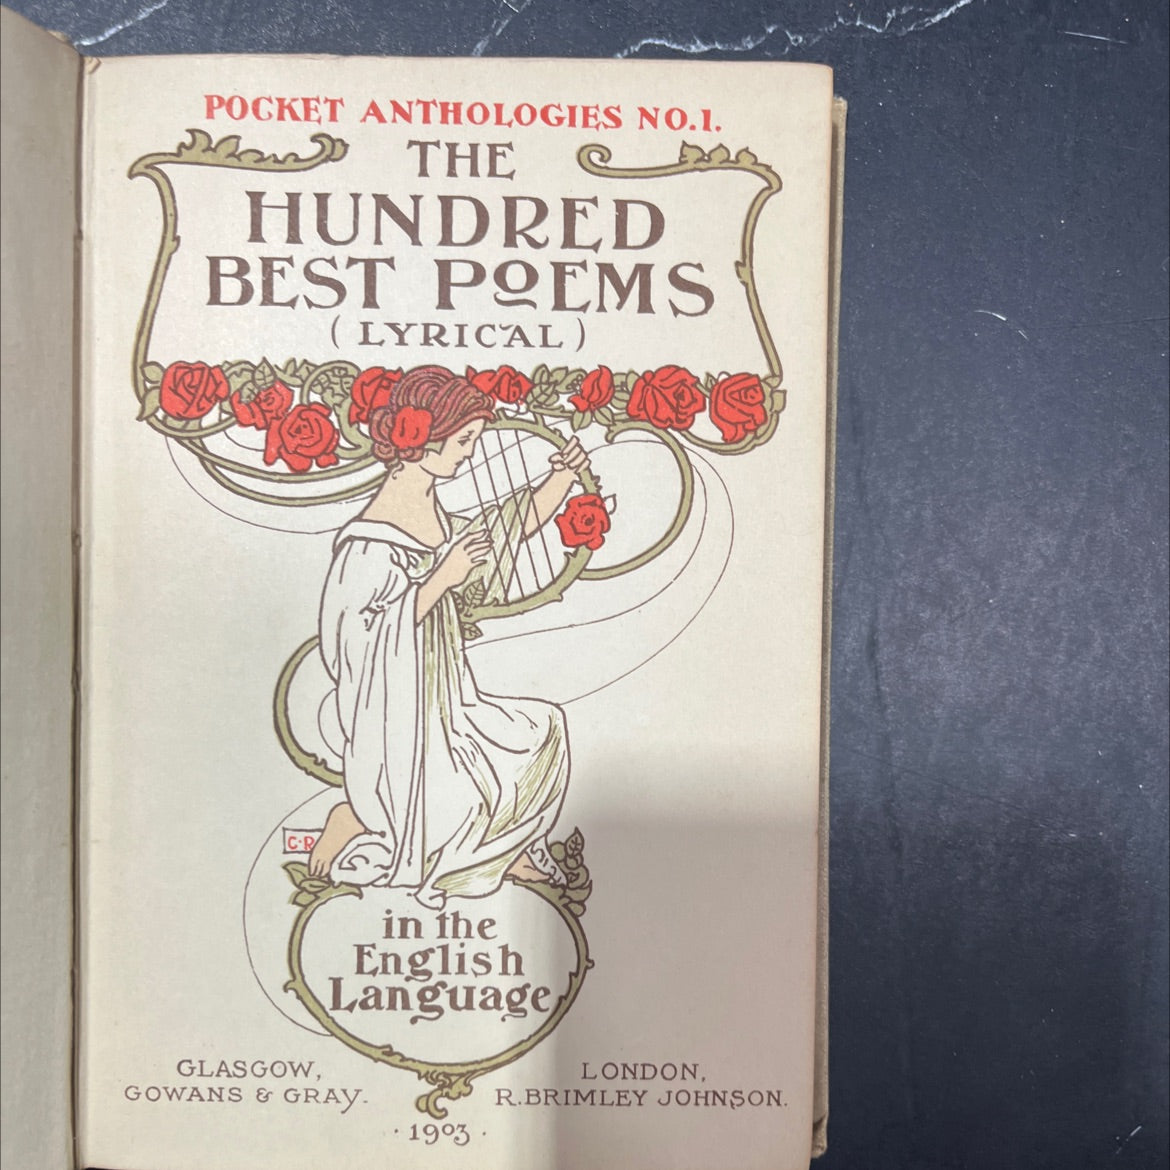 POCKET ANTHOLOGIES NO.1.
THE
HUNDRED
BEST POEMS
(LYRICAL)
C·R
in the
English
Language
GLASGOW,
GOWANS & GRAY.
LONDON,
R. BRIMLEY JOHNSON.
· 1903 ·